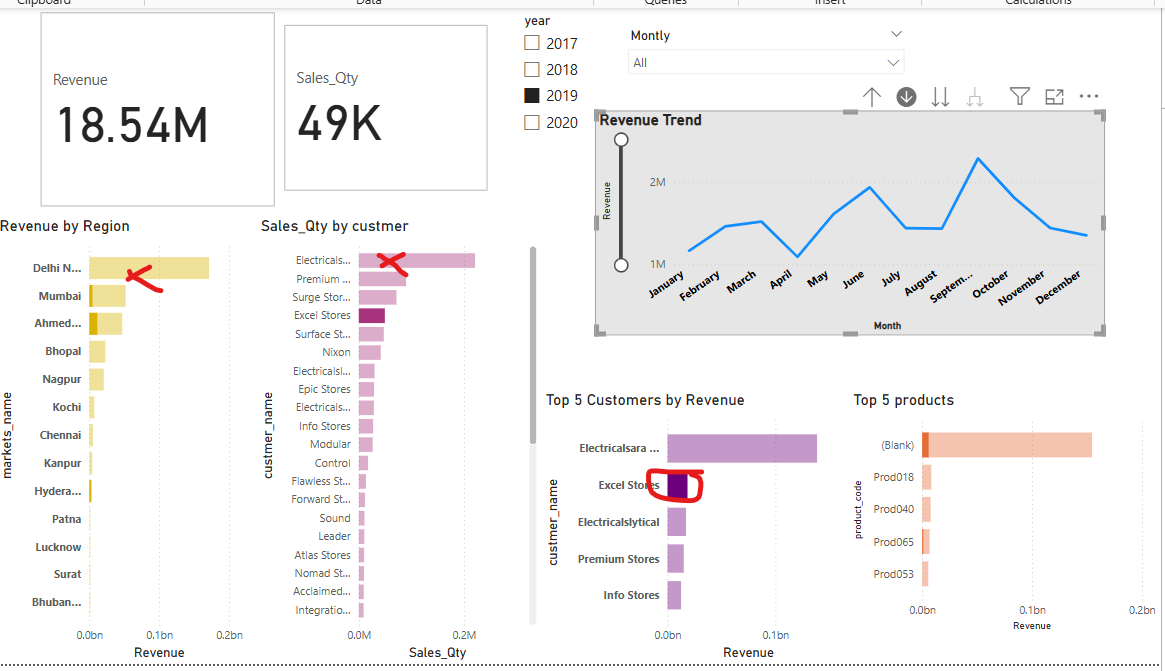 Clipboard
Data
Queries
Insert
Calculations
Revenue
18.54M
Sales_Qty
49K
year
2017
2018
2019
2020
Montly
All
Revenue Trend
Revenue
2M
1M
January
February
March
April
May
June
July
August
Septem...
October
November
December
Month
Revenue by Region
markets_name
Delhi N...
Mumbai
Ahmed...
Bhopal
Nagpur
Kochi
Chennai
Kanpur
Hydera...
Patna
Lucknow
Surat
Bhuban...
0.0bn 0.1bn 0.2bn
Revenue
Sales_Qty by custmer
custmer_name
Electricals...
Premium ...
Surge Stor...
Excel Stores
Surface St...
Nixon
Electricalsl...
Epic Stores
Electricals...
Info Stores
Modular
Control
Flawless St...
Forward St...
Sound
Leader
Atlas Stores
Nomad St...
Acclaimed...
Integratio...
0.0M 0.2M
Sales_Qty
Top 5 Customers by Revenue
custmer_name
Electricalsara ...
Excel Stores
Electricalslytical
Premium Stores
Info Stores
0.0bn 0.1bn
Revenue
Top 5 products
product_code
(Blank)
Prod018
Prod040
Prod065
Prod053
0.0bn 0.1bn 0.2bn
Revenue